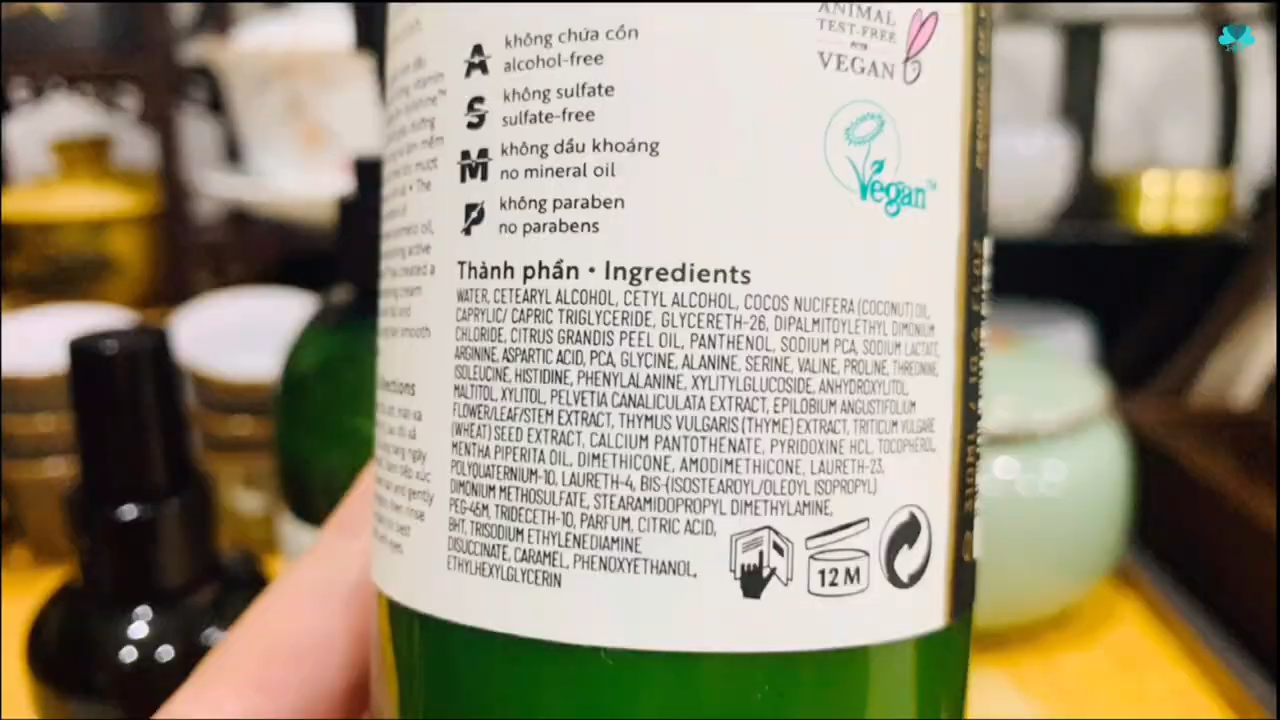 không chứa cồn
alcohol-free
không sulfate
sulfate-free
không dầu khoáng
no mineral oil
không paraben
no parabens
ANIMAL
TEST-FREE
VEGAN
Vegan™
Thành phần • Ingredients
WATER, CETEARYL ALCOHOL, CETYL ALCOHOL, COCOS NUCIFERA (COCONUT) OIL,
CAPRYLIC/ CAPRIC TRIGLYCERIDE, GLYCERETH-26, DIPALMITOYLETHYL DIMONIUM
CHLORIDE, CITRUS GRANDIS PEEL OIL, PANTHENOL, SODIUM PCA, SODIUM LACTATE,
ARGININE, ASPARTIC ACID, PCA, GLYCINE, ALANINE, SERINE, VALINE, PROLINE, THREONINE,
ISOLEUCINE, HISTIDINE, PHENYLALANINE, XYLITYLGLUCOSIDE, ANHYDROXYLITOL,
MALTITOL, XYLITOL, PELVETIA CANALICULATA EXTRACT, EPILOBIUM ANGUSTIFOLIUM
FLOWER/LEAF/STEM EXTRACT, THYMUS VULGARIS (THYME) EXTRACT, TRITICUM VULGARE
(WHEAT) SEED EXTRACT, CALCIUM PANTOTHENATE, PYRIDOXINE HCL, TOCOPHEROL,
MENTHA PIPERITA OIL, DIMETHICONE, AMODIMETHICONE, LAURETH-23,
POLYQUATERNIUM-10, LAURETH-4, BIS-(ISOSTEAROYL/OLEOYL ISOPROPYL)
DIMONIUM METHOSULFATE, STEARAMIDOPROPYL DIMETHYLAMINE,
PEG-45M, TRIDECETH-10, PARFUM, CITRIC ACID,
BHT, TRISODIUM ETHYLENEDIAMINE
DISUCCINATE, CARAMEL, PHENOXYETHANOL,
ETHYLHEXYLGLYCERIN
12 M